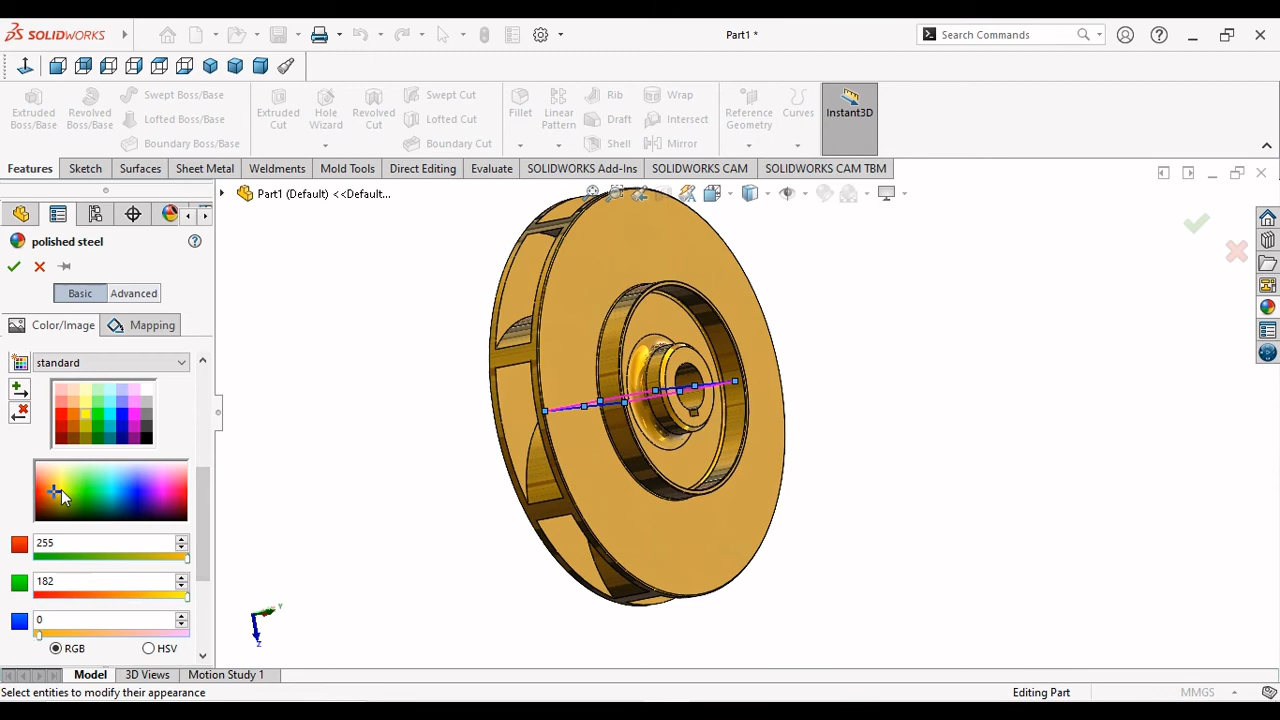 SOLIDWORKS
Part1 *
Search Commands
Extruded Boss/Base
Revolved Boss/Base
Swept Boss/Base
Lofted Boss/Base
Boundary Boss/Base
Extruded Cut
Hole Wizard
Revolved Cut
Swept Cut
Lofted Cut
Boundary Cut
Fillet
Linear Pattern
Rib
Draft
Shell
Wrap
Intersect
Mirror
Reference Geometry
Curves
Instant3D
Features
Sketch
Surfaces
Sheet Metal
Weldments
Mold Tools
Direct Editing
Evaluate
SOLIDWORKS Add-Ins
SOLIDWORKS CAM
SOLIDWORKS CAM TBM
Part1 (Default) <<Default...
polished steel
Basic
Advanced
Color/Image
Mapping
standard
255
182
0
RGB
HSV
Y
Z
Model
3D Views
Motion Study 1
Select entities to modify their appearance
Editing Part
MMGS